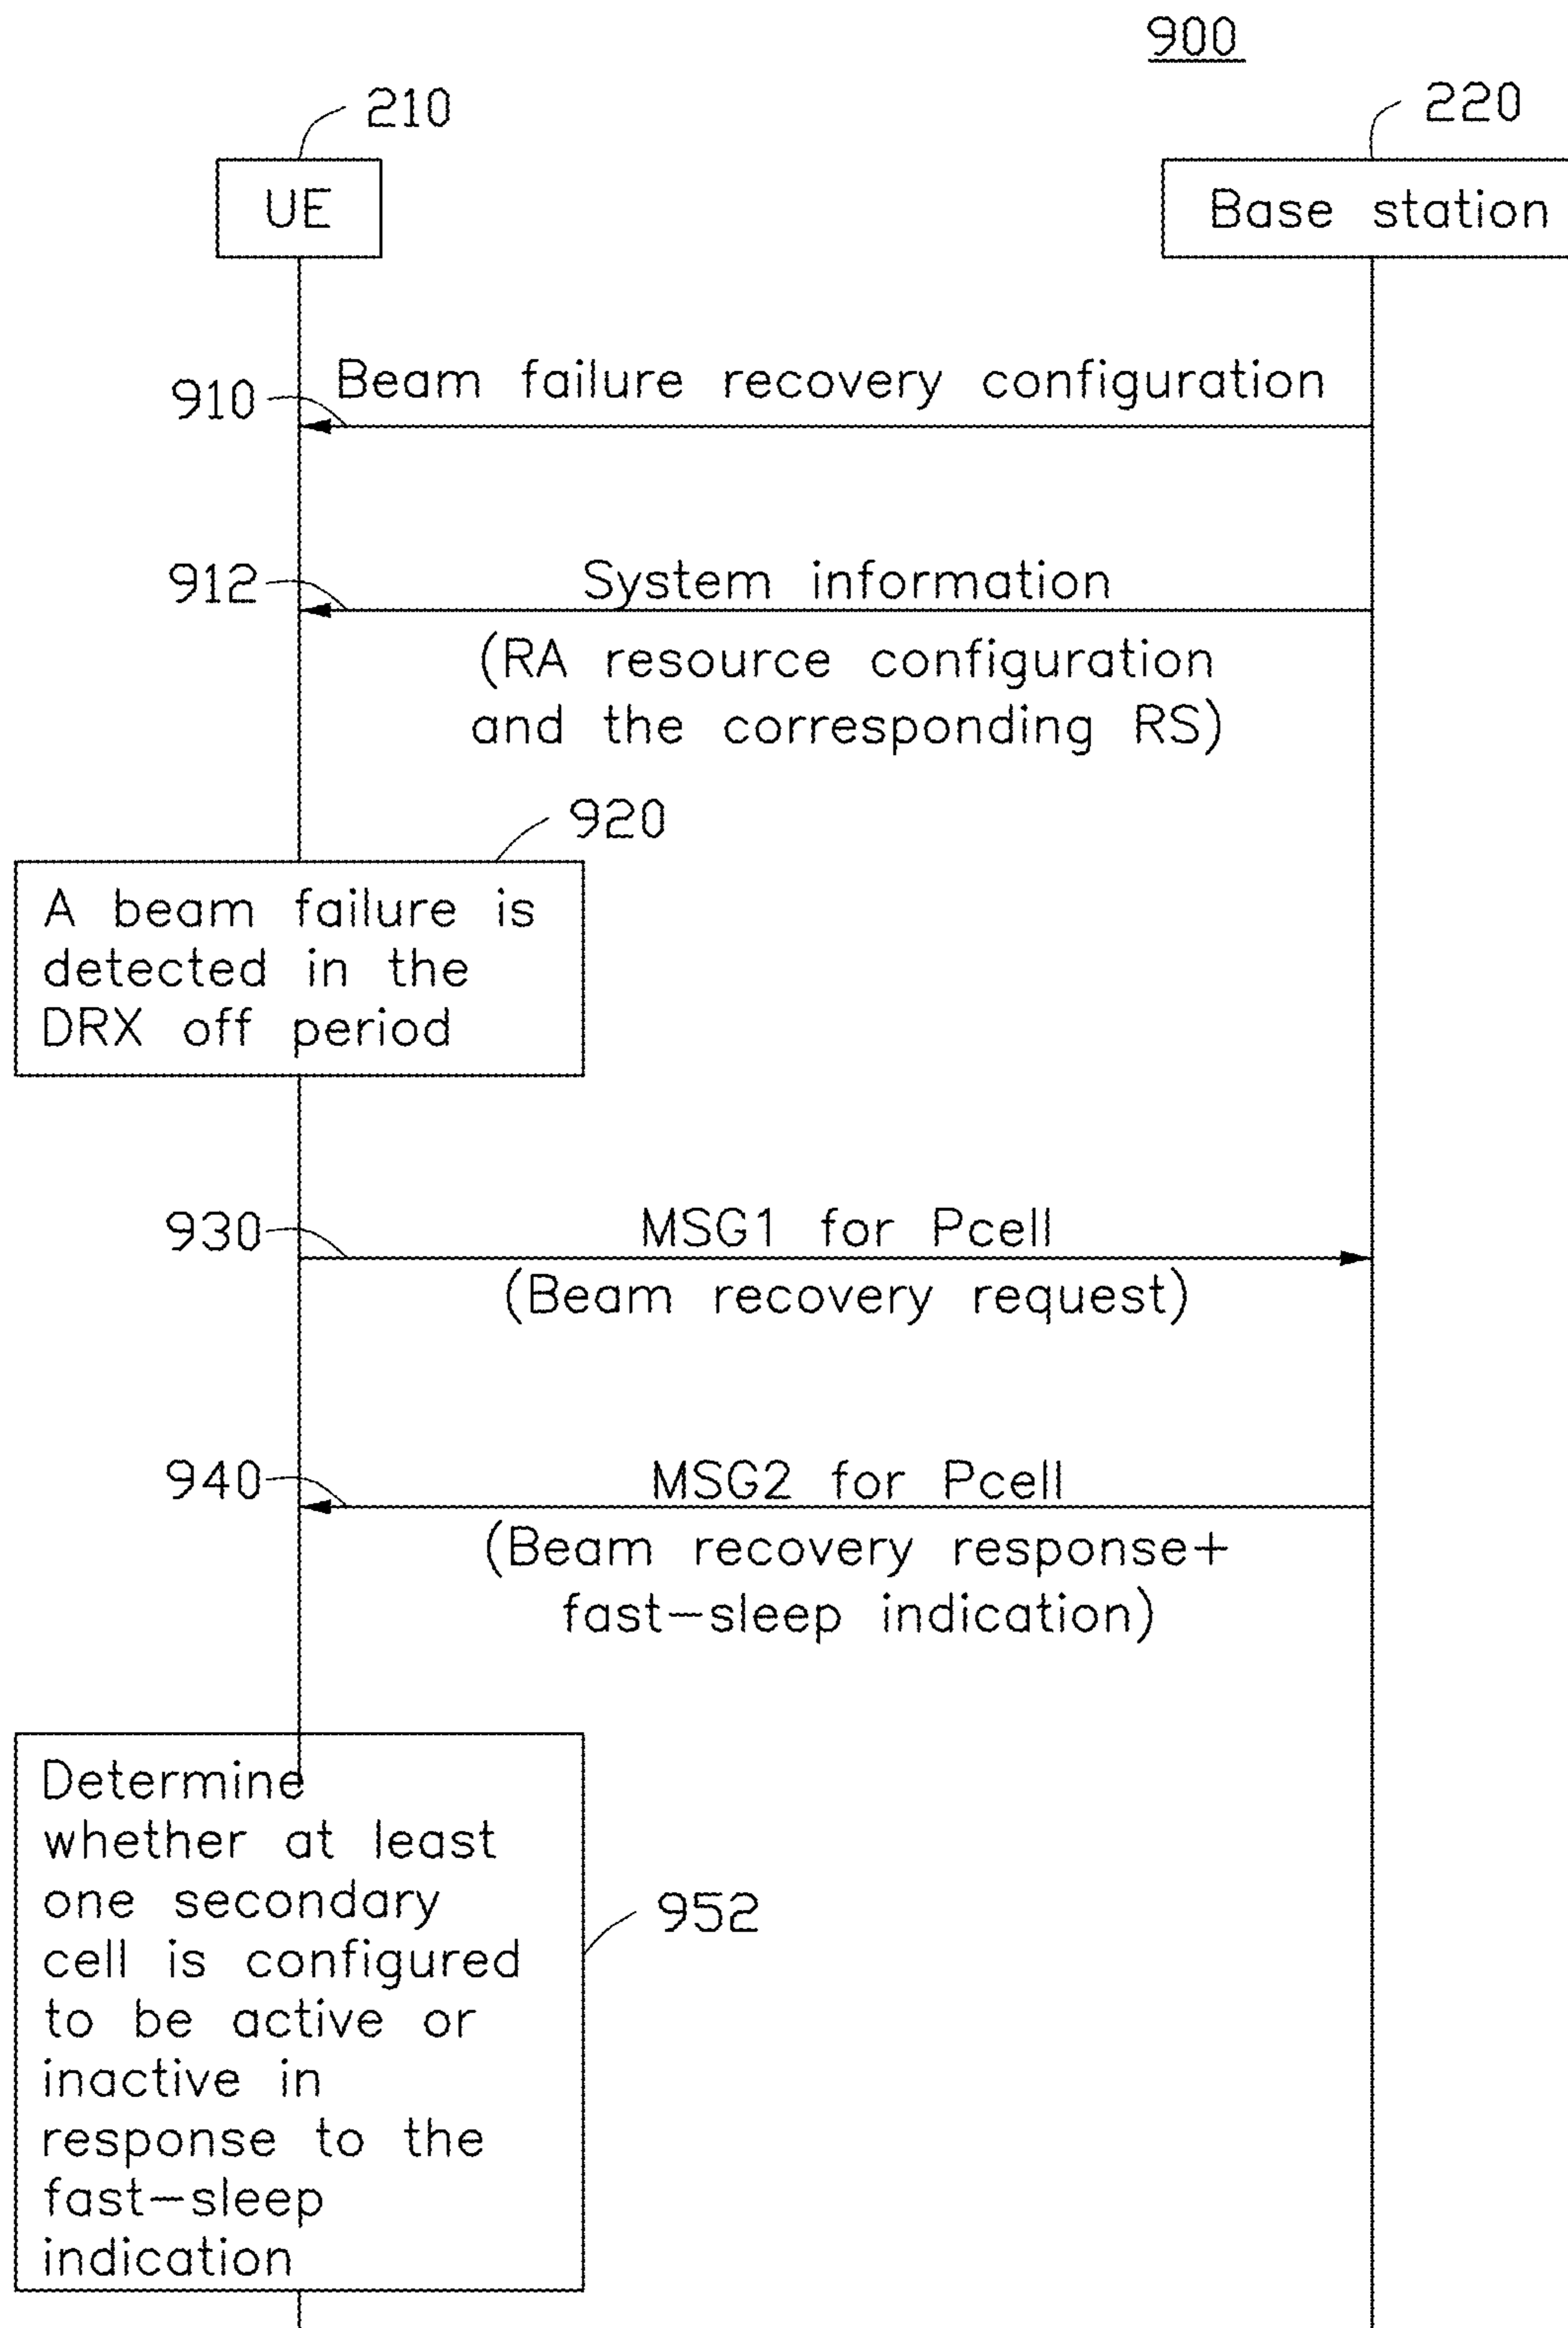 900
210
220
UE
Base station
910
Beam failure recovery configuration
912
System information
(RA resource configuration
and the corresponding RS)
920
A beam failure is
detected in the
DRX off period
930
MSG1 for Pcell
(Beam recovery request)
940
MSG2 for Pcell
(Beam recovery response+
fast-sleep indication)
Determine
whether at least
one secondary
cell is configured
to be active or
inactive in
response to the
fast-sleep
indication
952